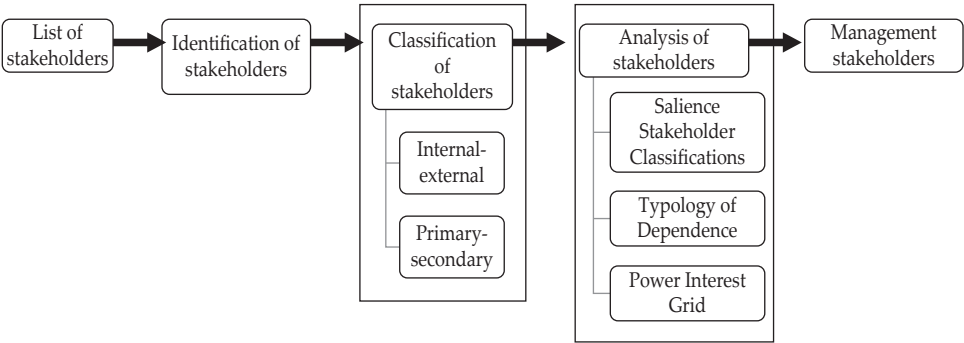 List of
stakeholders
Identification of
stakeholders
Classification
of
stakeholders
Internal-
external
Primary-
secondary
Analysis of
stakeholders
Salience
Stakeholder
Classifications
Typology of
Dependence
Power Interest
Grid
Management
stakeholders